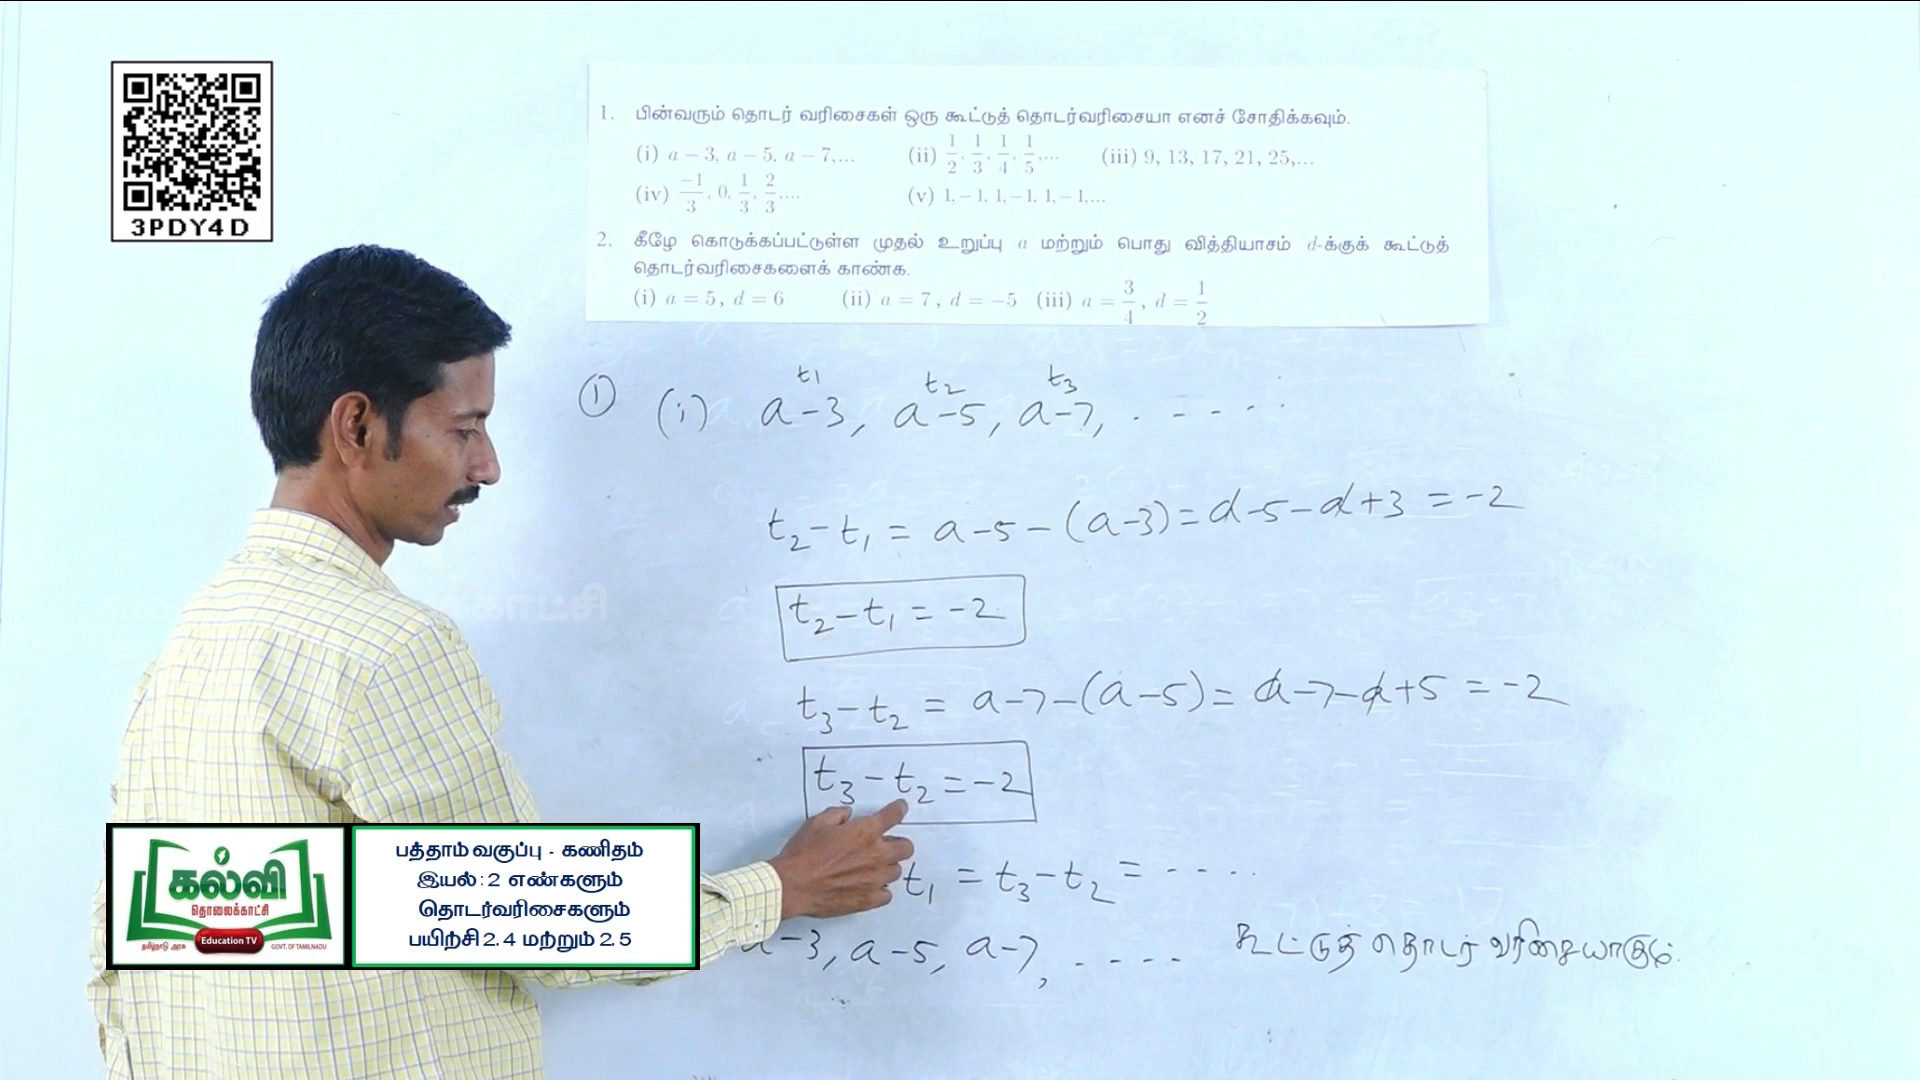 3PDY4D
1. பின்வரும் தொடர் வரிசைகள் ஒரு கூட்டுத் தொடர்வரிசையா எனச் சோதிக்கவும்.
(i) a − 3, a − 5, a − 7,... (ii) 1/2, 1/3, 1/4, 1/5,... (iii) 9, 13, 17, 21, 25,...
(iv) −1/3, 0, 1/3, 2/3,... (v) 1, −1, 1, −1, 1, −1,...
2. கீழே கொடுக்கப்பட்டுள்ள முதல் உறுப்பு a மற்றும் பொது வித்தியாசம் d-க்குக் கூட்டுத்
தொடர்வரிசைகளைக் காண்க.
(i) a = 5, d = 6 (ii) a = 7, d = −5 (iii) a = 3/4, d = 1/2
t₁ t₂ t₃
① (i) a−3, a−5, a−7, . - - - .
t₂−t₁ = a−5−(a−3) = a−5−a+3 = −2
t₂−t₁ = −2
t₃−t₂ = a−7−(a−5) = a−7−a+5 = −2
t₃−t₂ = −2
t₁ = t₃−t₂ = - - - -
a−3, a−5, a−7, . - - - கூட்டுத் தொடர் வரிசையாகும்.
கல்வி
தொலைக்காட்சி
தமிழ்நாடு அரசு Education TV GOVT. OF TAMILNADU
பத்தாம் வகுப்பு - கணிதம்
இயல் : 2 எண்களும்
தொடர்வரிசைகளும்
பயிற்சி 2.4 மற்றும் 2.5